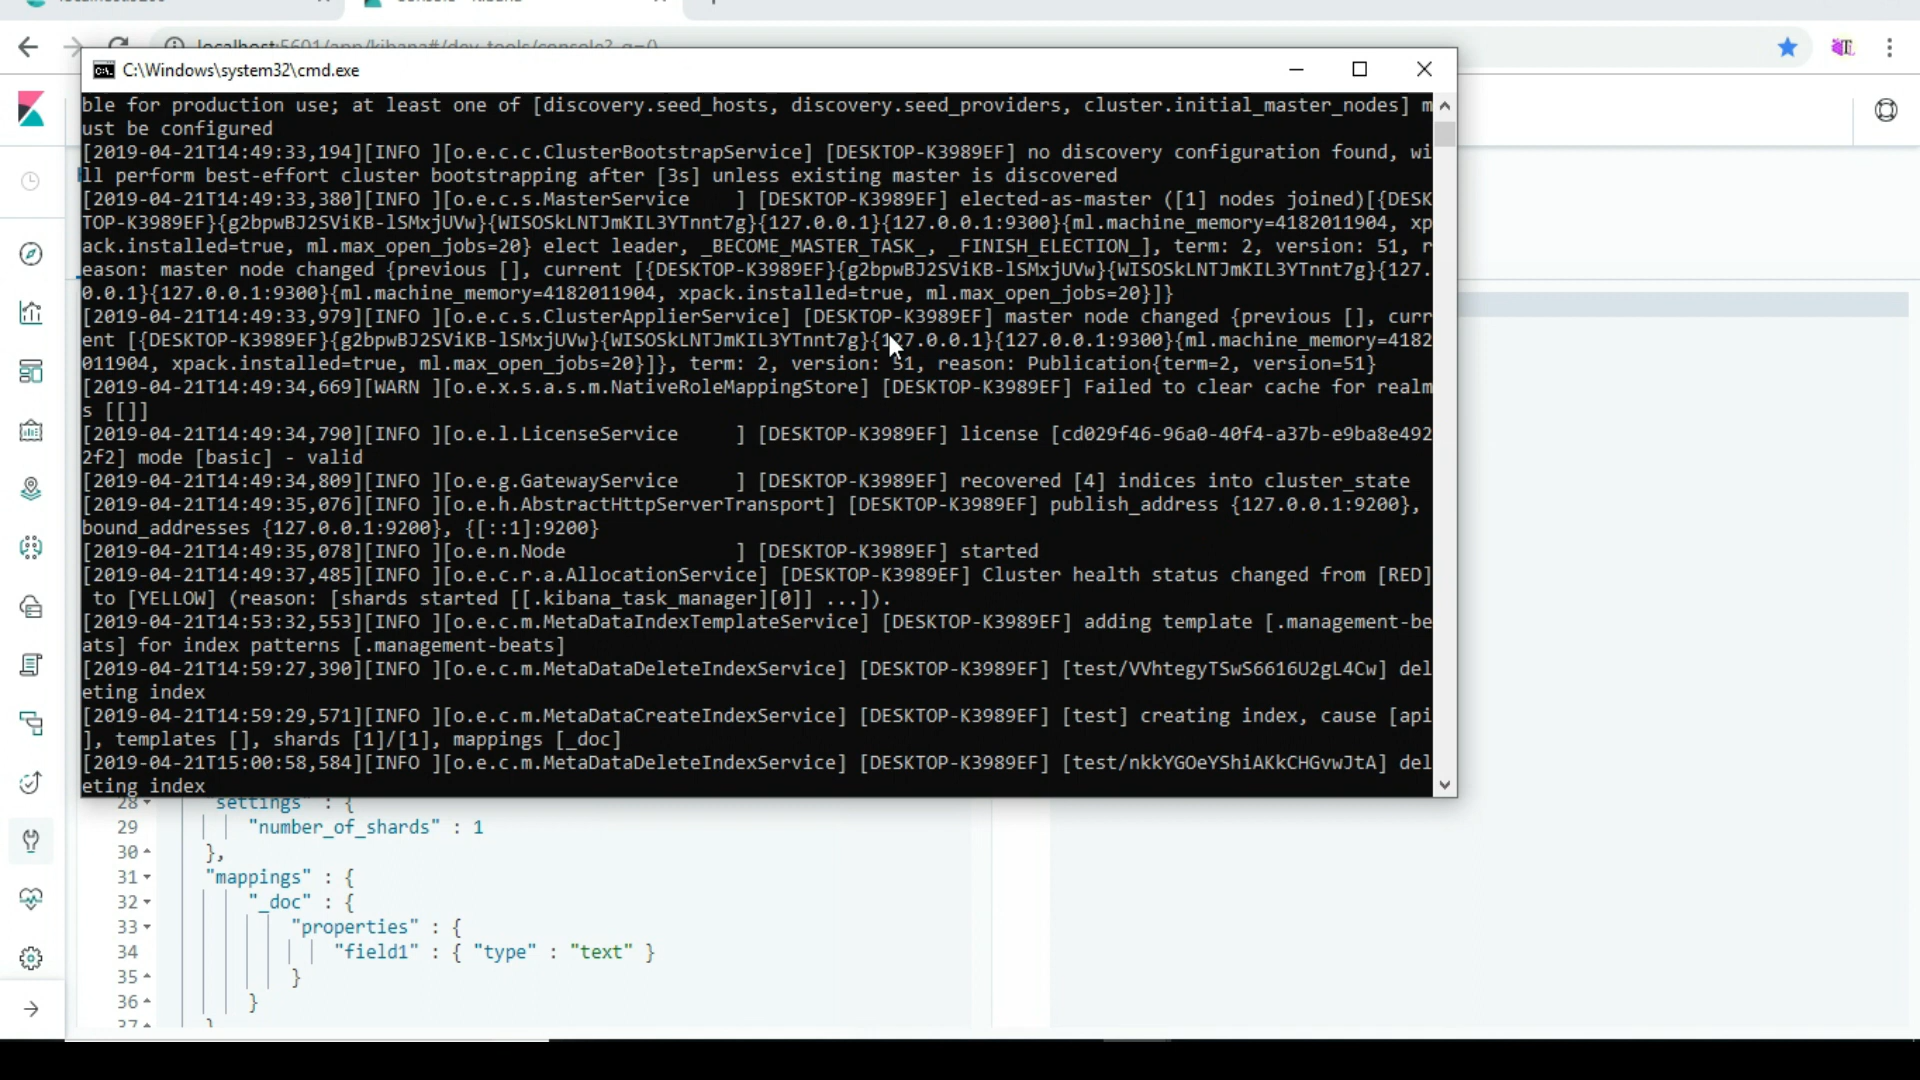 C:\Windows\system32\cmd.exe
ble for production use; at least one of [discovery.seed_hosts, discovery.seed_providers, cluster.initial_master_nodes] m
ust be configured
[2019-04-21T14:49:33,194][INFO ][o.e.c.c.ClusterBootstrapService] [DESKTOP-K3989EF] no discovery configuration found, wi
ll perform best-effort cluster bootstrapping after [3s] unless existing master is discovered
[2019-04-21T14:49:33,380][INFO ][o.e.c.s.MasterService    ] [DESKTOP-K3989EF] elected-as-master ([1] nodes joined)[{DESK
TOP-K3989EF}{g2bpwBJ2SViKB-lSMxjUVw}{WISOSkLNTJmKIL3YTnnt7g}{127.0.0.1}{127.0.0.1:9300}{ml.machine_memory=4182011904, xp
ack.installed=true, ml.max_open_jobs=20} elect leader, _BECOME_MASTER_TASK_, _FINISH_ELECTION_], term: 2, version: 51, r
eason: master node changed {previous [], current [{DESKTOP-K3989EF}{g2bpwBJ2SViKB-lSMxjUVw}{WISOSkLNTJmKIL3YTnnt7g}{127.
0.0.1}{127.0.0.1:9300}{ml.machine_memory=4182011904, xpack.installed=true, ml.max_open_jobs=20}]}
[2019-04-21T14:49:33,979][INFO ][o.e.c.s.ClusterApplierService] [DESKTOP-K3989EF] master node changed {previous [], curr
ent [{DESKTOP-K3989EF}{g2bpwBJ2SViKB-lSMxjUVw}{WISOSkLNTJmKIL3YTnnt7g}{127.0.0.1}{127.0.0.1:9300}{ml.machine_memory=4182
011904, xpack.installed=true, ml.max_open_jobs=20}]}, term: 2, version: 51, reason: Publication{term=2, version=51}
[2019-04-21T14:49:34,669][WARN ][o.e.x.s.a.s.m.NativeRoleMappingStore] [DESKTOP-K3989EF] Failed to clear cache for realm
s [[]]
[2019-04-21T14:49:34,790][INFO ][o.e.l.LicenseService     ] [DESKTOP-K3989EF] license [cd029f46-96a0-40f4-a37b-e9ba8e492
2f2] mode [basic] - valid
[2019-04-21T14:49:34,809][INFO ][o.e.g.GatewayService     ] [DESKTOP-K3989EF] recovered [4] indices into cluster_state
[2019-04-21T14:49:35,076][INFO ][o.e.h.AbstractHttpServerTransport] [DESKTOP-K3989EF] publish_address {127.0.0.1:9200},
bound_addresses {127.0.0.1:9200}, {[::1]:9200}
[2019-04-21T14:49:35,078][INFO ][o.e.n.Node               ] [DESKTOP-K3989EF] started
[2019-04-21T14:49:37,485][INFO ][o.e.c.r.a.AllocationService] [DESKTOP-K3989EF] Cluster health status changed from [RED]
 to [YELLOW] (reason: [shards started [[.kibana_task_manager][0]] ...]).
[2019-04-21T14:53:32,553][INFO ][o.e.c.m.MetaDataIndexTemplateService] [DESKTOP-K3989EF] adding template [.management-be
ats] for index patterns [.management-beats]
[2019-04-21T14:59:27,390][INFO ][o.e.c.m.MetaDataDeleteIndexService] [DESKTOP-K3989EF] [test/VVhtegyTSwS6616U2gL4Cw] del
eting index
[2019-04-21T14:59:29,571][INFO ][o.e.c.m.MetaDataCreateIndexService] [DESKTOP-K3989EF] [test] creating index, cause [api
], templates [], shards [1]/[1], mappings [_doc]
[2019-04-21T15:00:58,584][INFO ][o.e.c.m.MetaDataDeleteIndexService] [DESKTOP-K3989EF] [test/nkkYGOeYShiAKkCHGvwJtA] del
eting index
28 "settings" : {
29 "number_of_shards" : 1
30 },
31 "mappings" : {
32 "_doc" : {
33 "properties" : {
34 "field1" : { "type" : "text" }
35 }
36 }
37 }